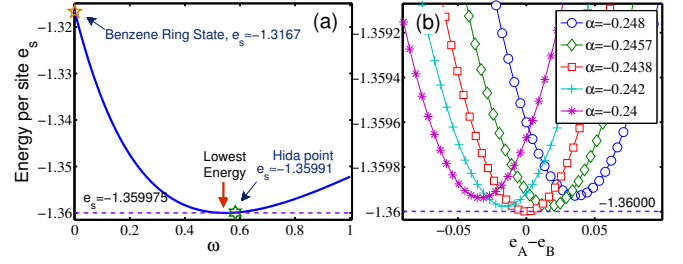 (a)
Energy per site e_s
−1.32
−1.33
−1.34
−1.35
−1.36
Benzene Ring State, e_s≈−1.3167
Lowest
Energy
Hida point
e_s≈−1.35991
e_s=−1.359975
0 0.2 0.4 0.6 0.8 1
ω
(b)
−1.3592
−1.3594
−1.3596
−1.3598
−1.36
α=−0.248
α=−0.2457
α=−0.2438
α=−0.242
α=−0.24
−1.36000
−0.05 0 0.05
e_A−e_B